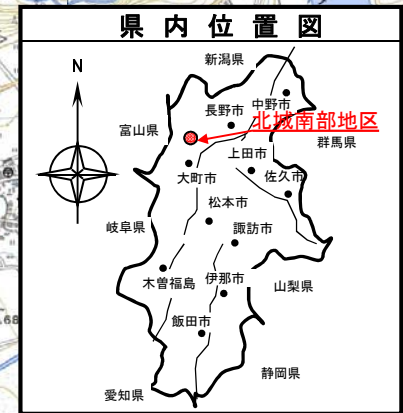 県内位置図
新潟県
N
中野市
長野市
北城南部地区
富山県
群馬県
上田市
大町市
佐久市
松本市
岐阜県
諏訪市
木曽福島
伊那市
山梨県
飯田市
静岡県
愛知県